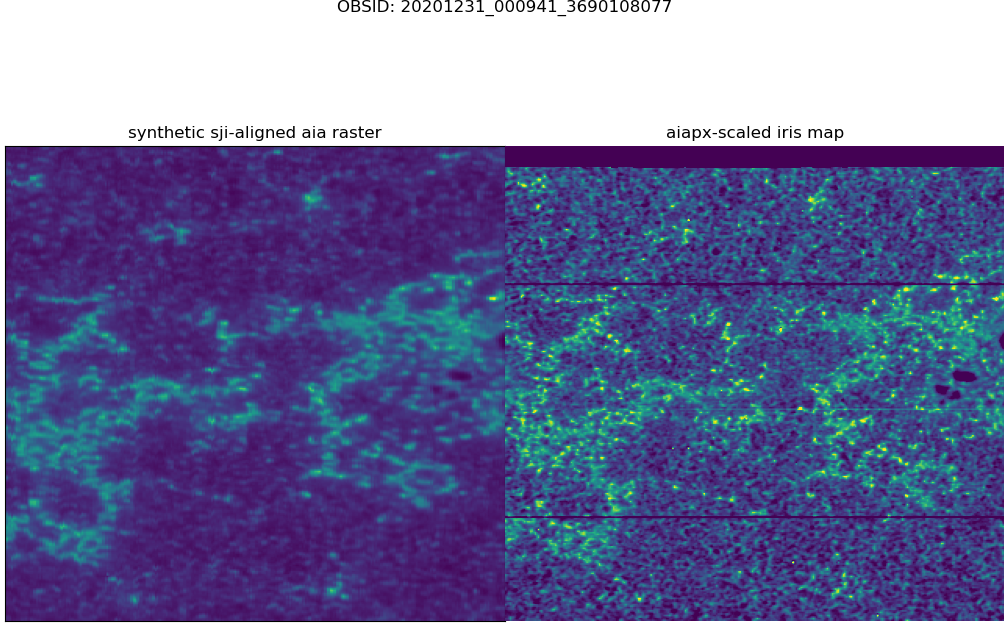 OBSID: 20201231_000941_3690108077
synthetic sji-aligned aia raster
aiapx-scaled iris map